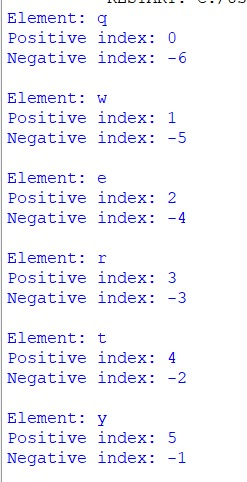 Element: q
Positive index: 0
Negative index: -6
Element: w
Positive index: 1
Negative index: -5
Element: e
Positive index: 2
Negative index: -4
Element: r
Positive index: 3
Negative index: -3
Element: t
Positive index: 4
Negative index: -2
Element: y
Positive index: 5
Negative index: -1